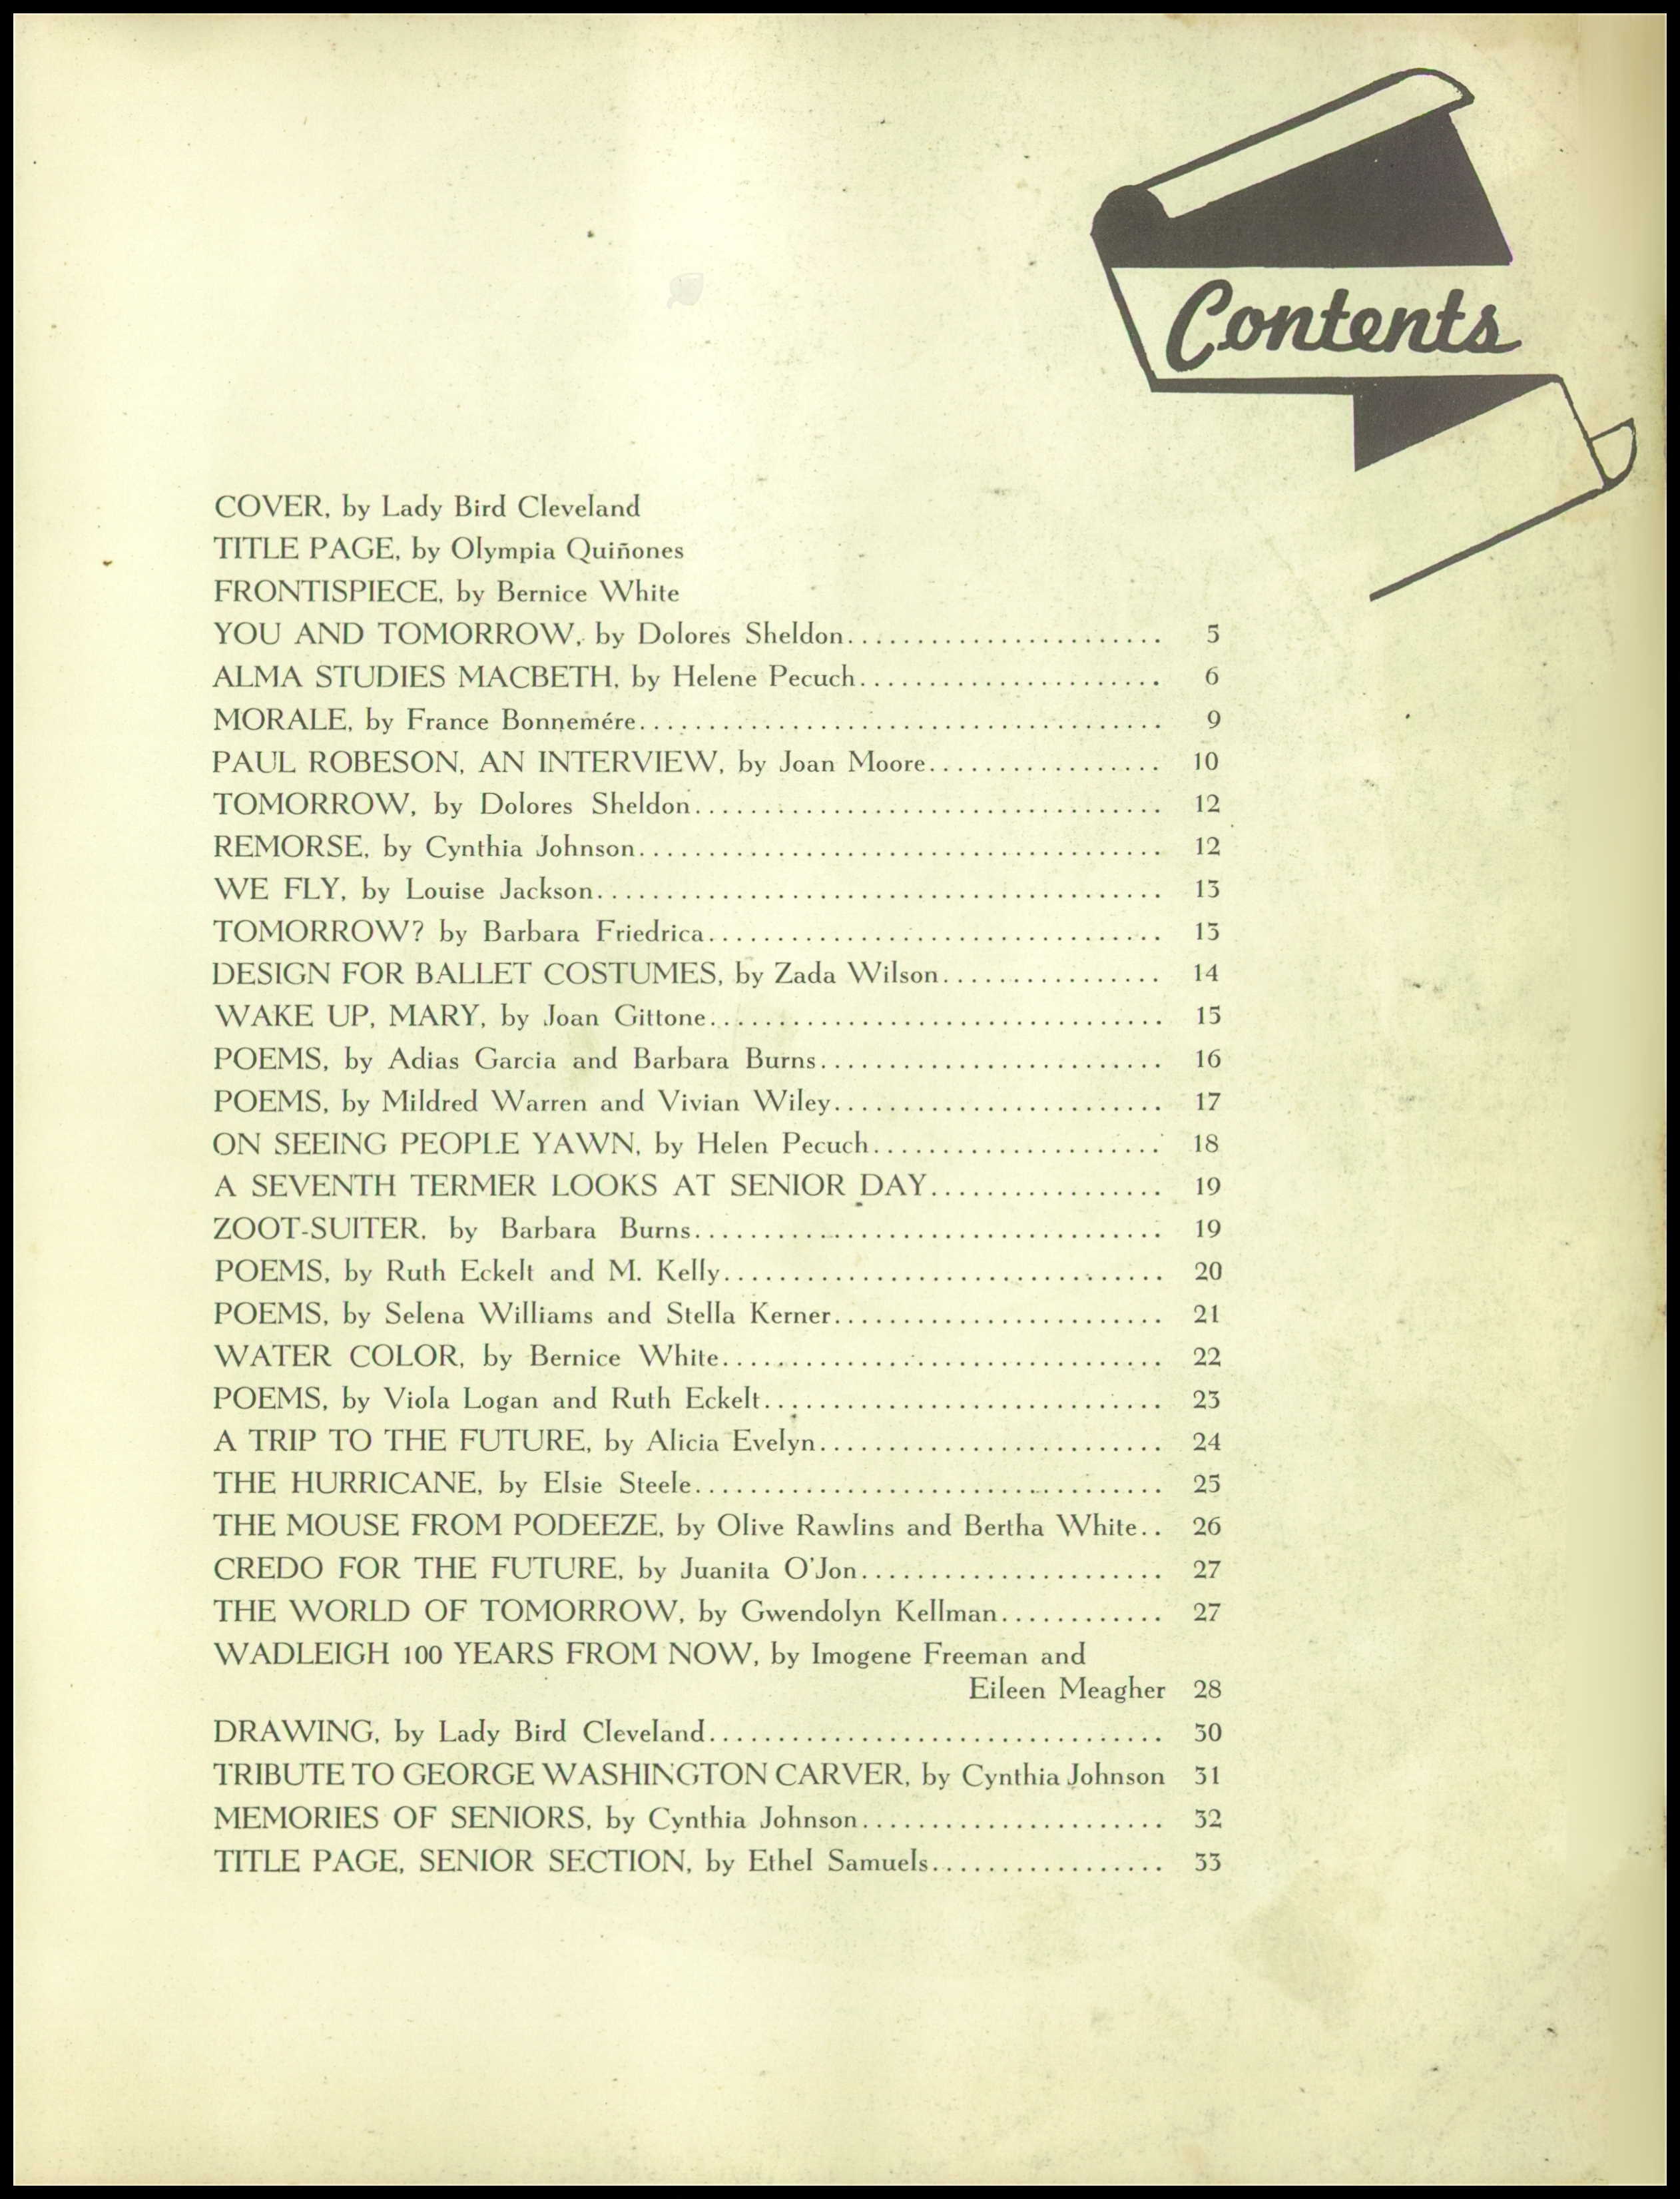 Contents
COVER, by Lady Bird Cleveland
TITLE PAGE, by Olympia Quiñones
FRONTISPIECE, by Bernice White
YOU AND TOMORROW, by Dolores Sheldon....................... 5
ALMA STUDIES MACBETH, by Helene Pecuch...................... 6
MORALE, by France Bonnemére...................................... 9
PAUL ROBESON, AN INTERVIEW, by Joan Moore................. 10
TOMORROW, by Dolores Sheldon.................................. 12
REMORSE, by Cynthia Johnson...................................... 12
WE FLY, by Louise Jackson......................................... 13
TOMORROW? by Barbara Friedrica................................. 13
DESIGN FOR BALLET COSTUMES, by Zada Wilson................ 14
WAKE UP, MARY, by Joan Gittone................................. 15
POEMS, by Adias Garcia and Barbara Burns......................... 16
POEMS, by Mildred Warren and Vivian Wiley........................ 17
ON SEEING PEOPLE YAWN, by Helen Pecuch..................... 18
A SEVENTH TERMER LOOKS AT SENIOR DAY................. 19
ZOOT-SUITER, by Barbara Burns.................................. 19
POEMS, by Ruth Eckelt and M. Kelly................................ 20
POEMS, by Selena Williams and Stella Kerner........................ 21
WATER COLOR, by Bernice White................................ 22
POEMS, by Viola Logan and Ruth Eckelt............................. 23
A TRIP TO THE FUTURE, by Alicia Evelyn......................... 24
THE HURRICANE, by Elsie Steele.................................. 25
THE MOUSE FROM PODEEZE, by Olive Rawlins and Bertha White.. 26
CREDO FOR THE FUTURE, by Juanita O'Jon...................... 27
THE WORLD OF TOMORROW, by Gwendolyn Kellman............ 27
WADLEIGH 100 YEARS FROM NOW, by Imogene Freeman and
Eileen Meagher 28
DRAWING, by Lady Bird Cleveland................................. 30
TRIBUTE TO GEORGE WASHINGTON CARVER, by Cynthia Johnson 31
MEMORIES OF SENIORS, by Cynthia Johnson...................... 32
TITLE PAGE, SENIOR SECTION, by Ethel Samuels................. 33